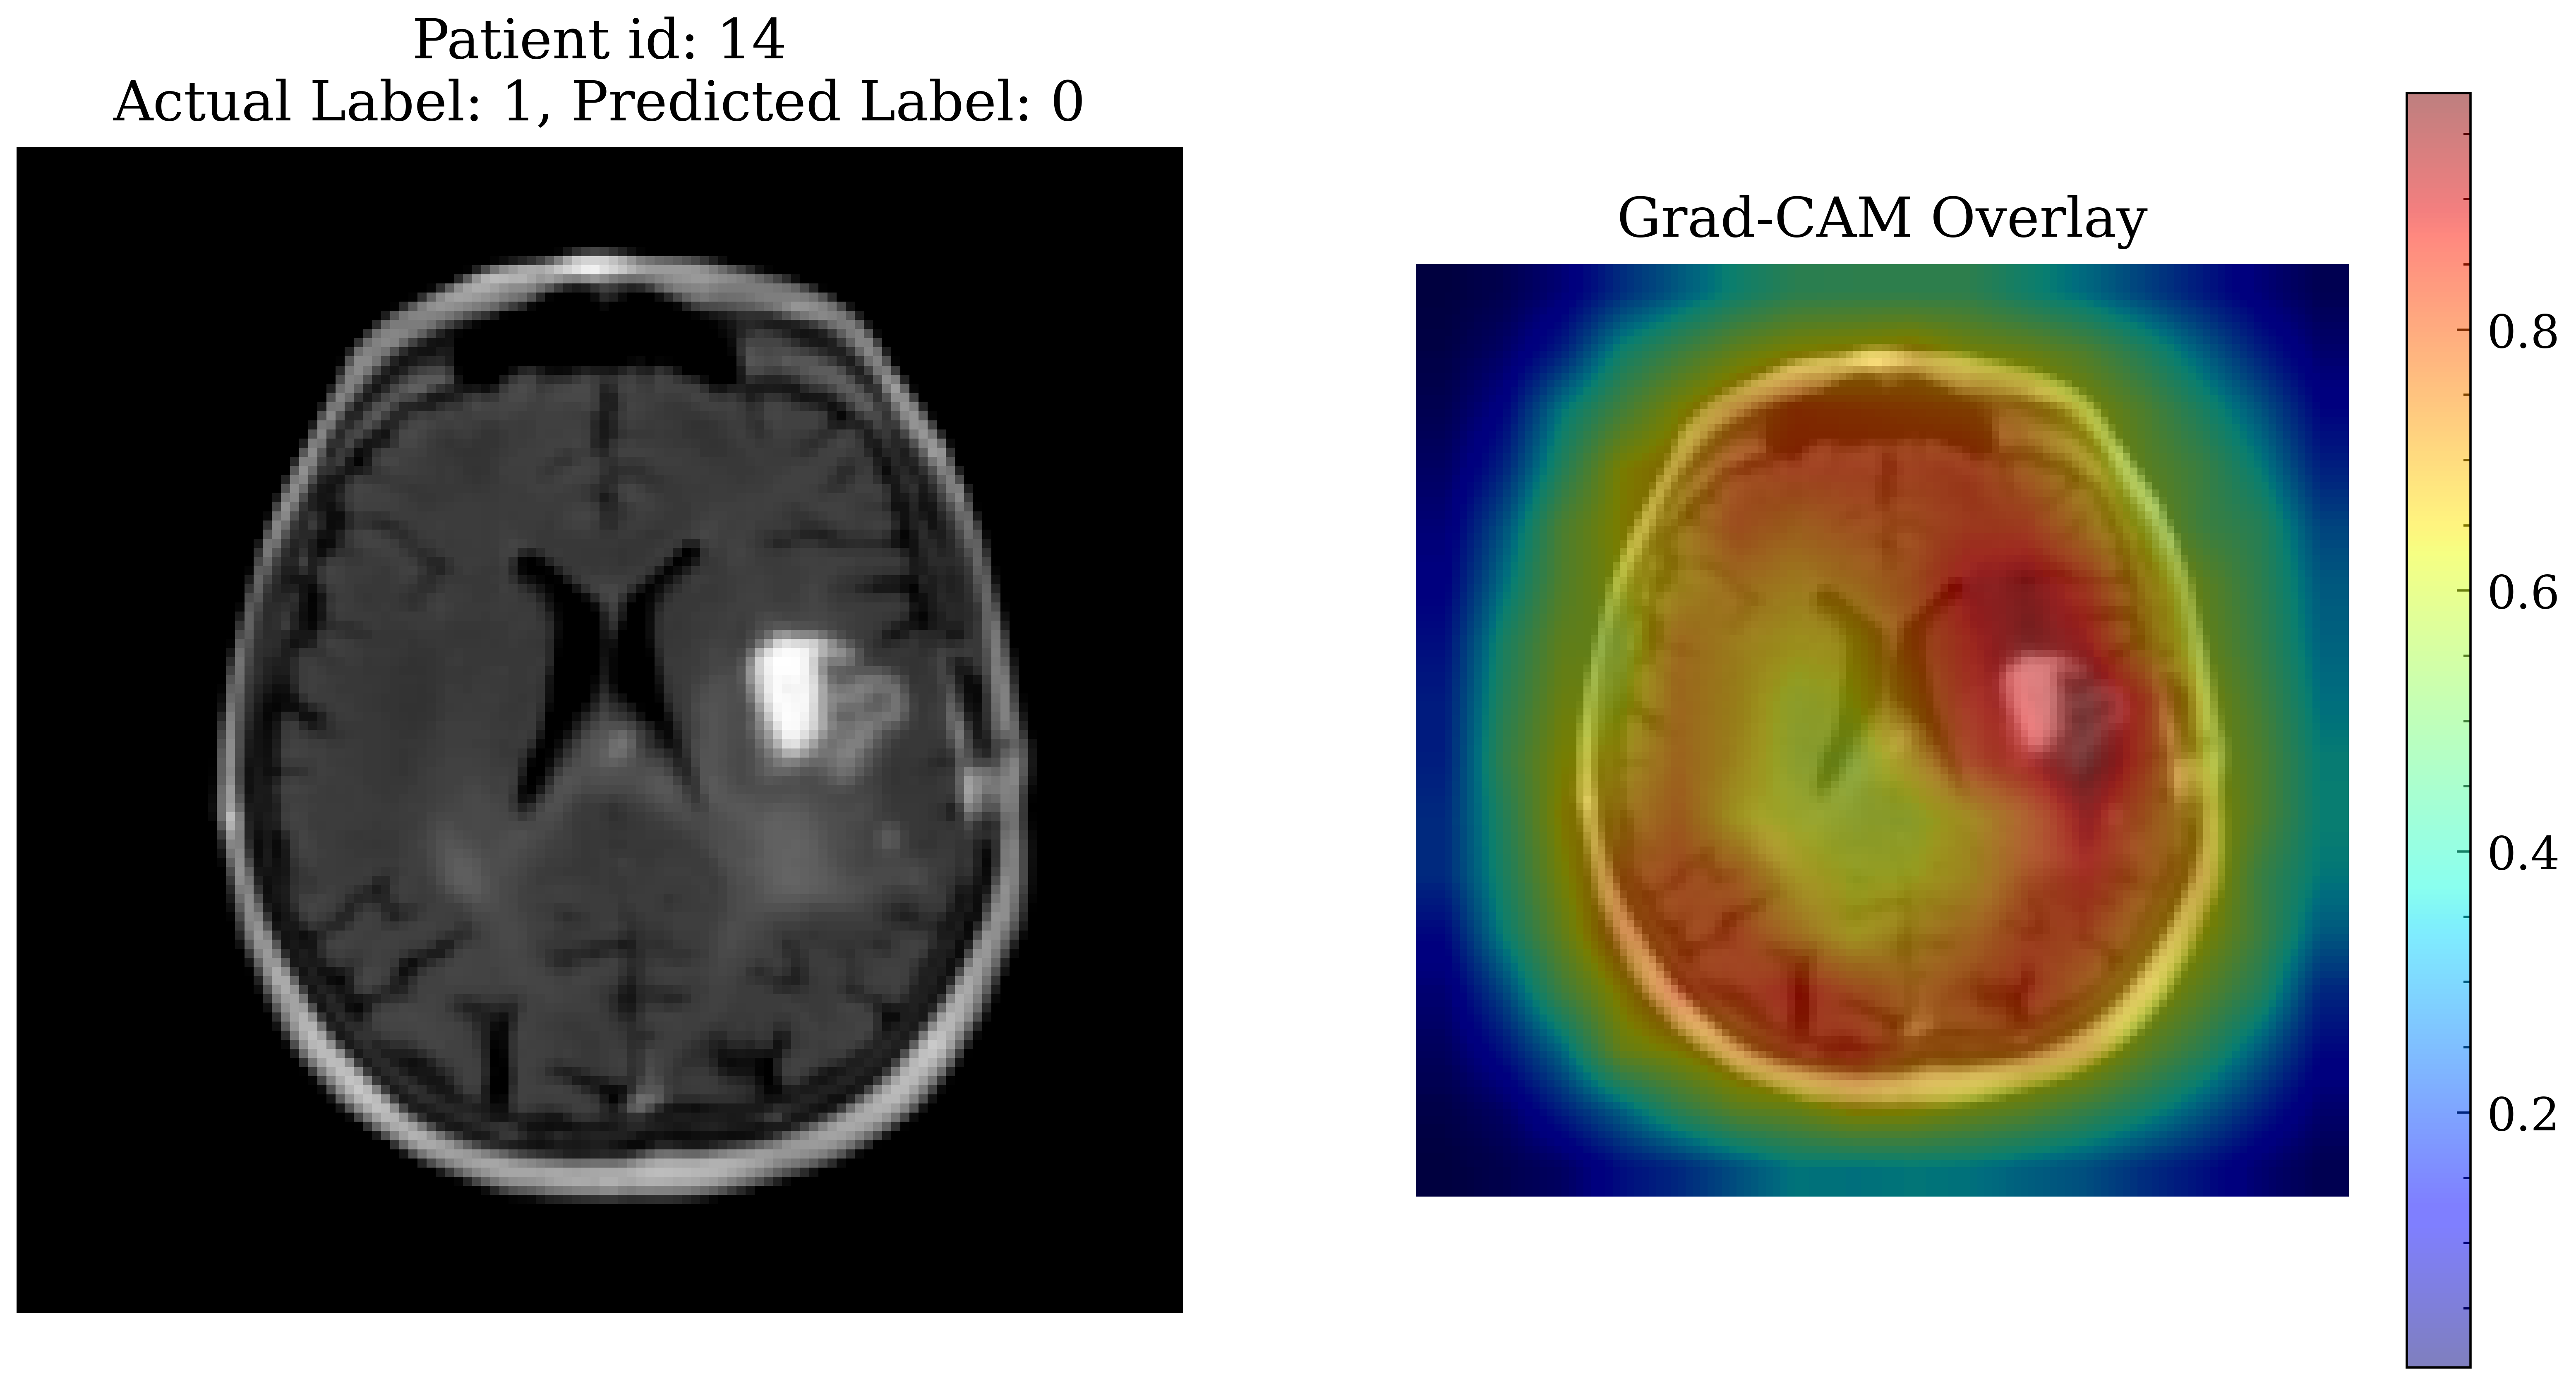 Patient id: 14
Actual Label: 1, Predicted Label: 0
Grad-CAM Overlay
0.8
0.6
0.4
0.2